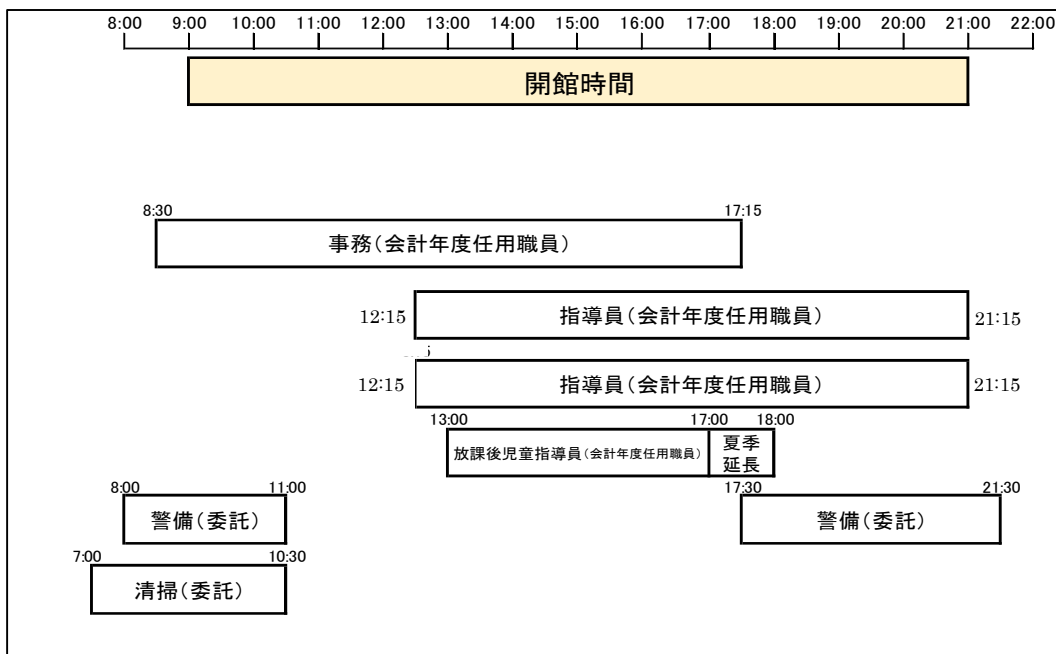 8:00 9:00 10:00 11:00 12:00 13:00 14:00 15:00 16:00 17:00 18:00 19:00 20:00 21:00 22:00
開館時間
8:30 17:15
事務(会計年度任用職員)
12:15 指導員(会計年度任用職員) 21:15
12:15 指導員(会計年度任用職員) 21:15
13:00 17:00 18:00
放課後児童指導員(会計年度任用職員) 夏季
延長
8:00 11:00 17:30 21:30
警備(委託) 警備(委託)
7:00 10:30
清掃(委託)